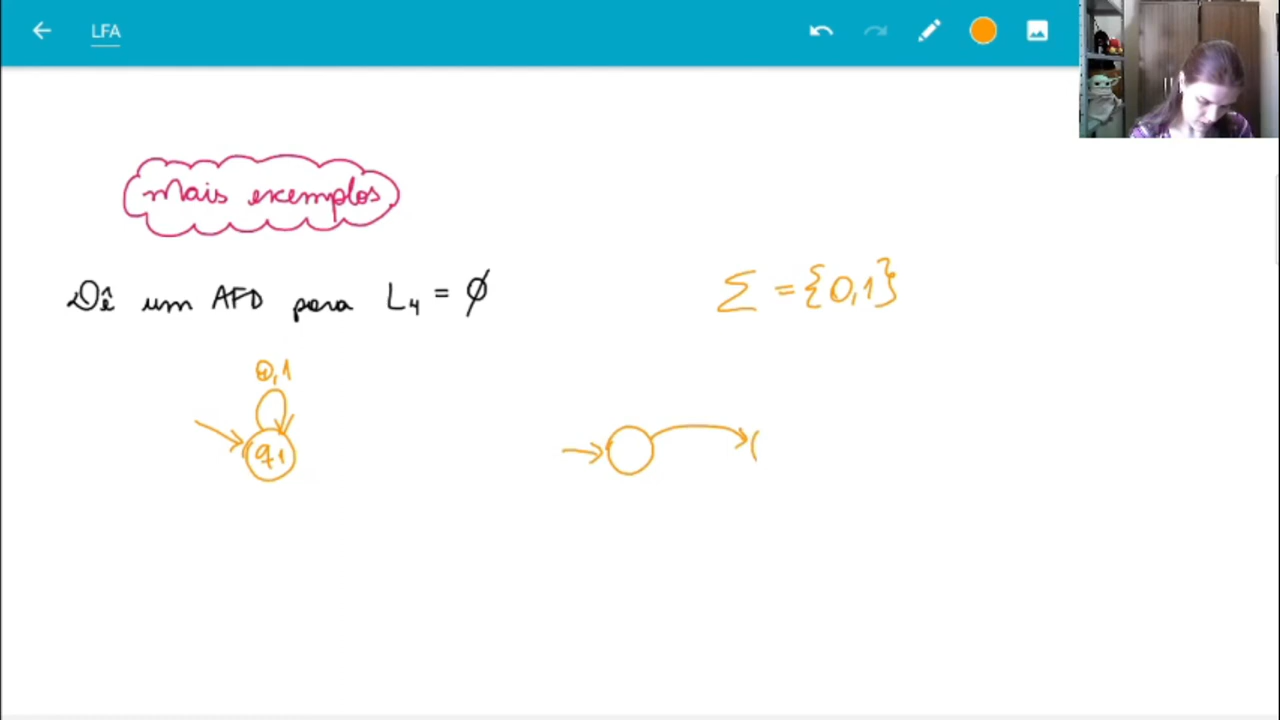 LFA
Mais exemplos
Dê um AFD para L₄ = ∅
Σ = {0,1}
0,1
q₁